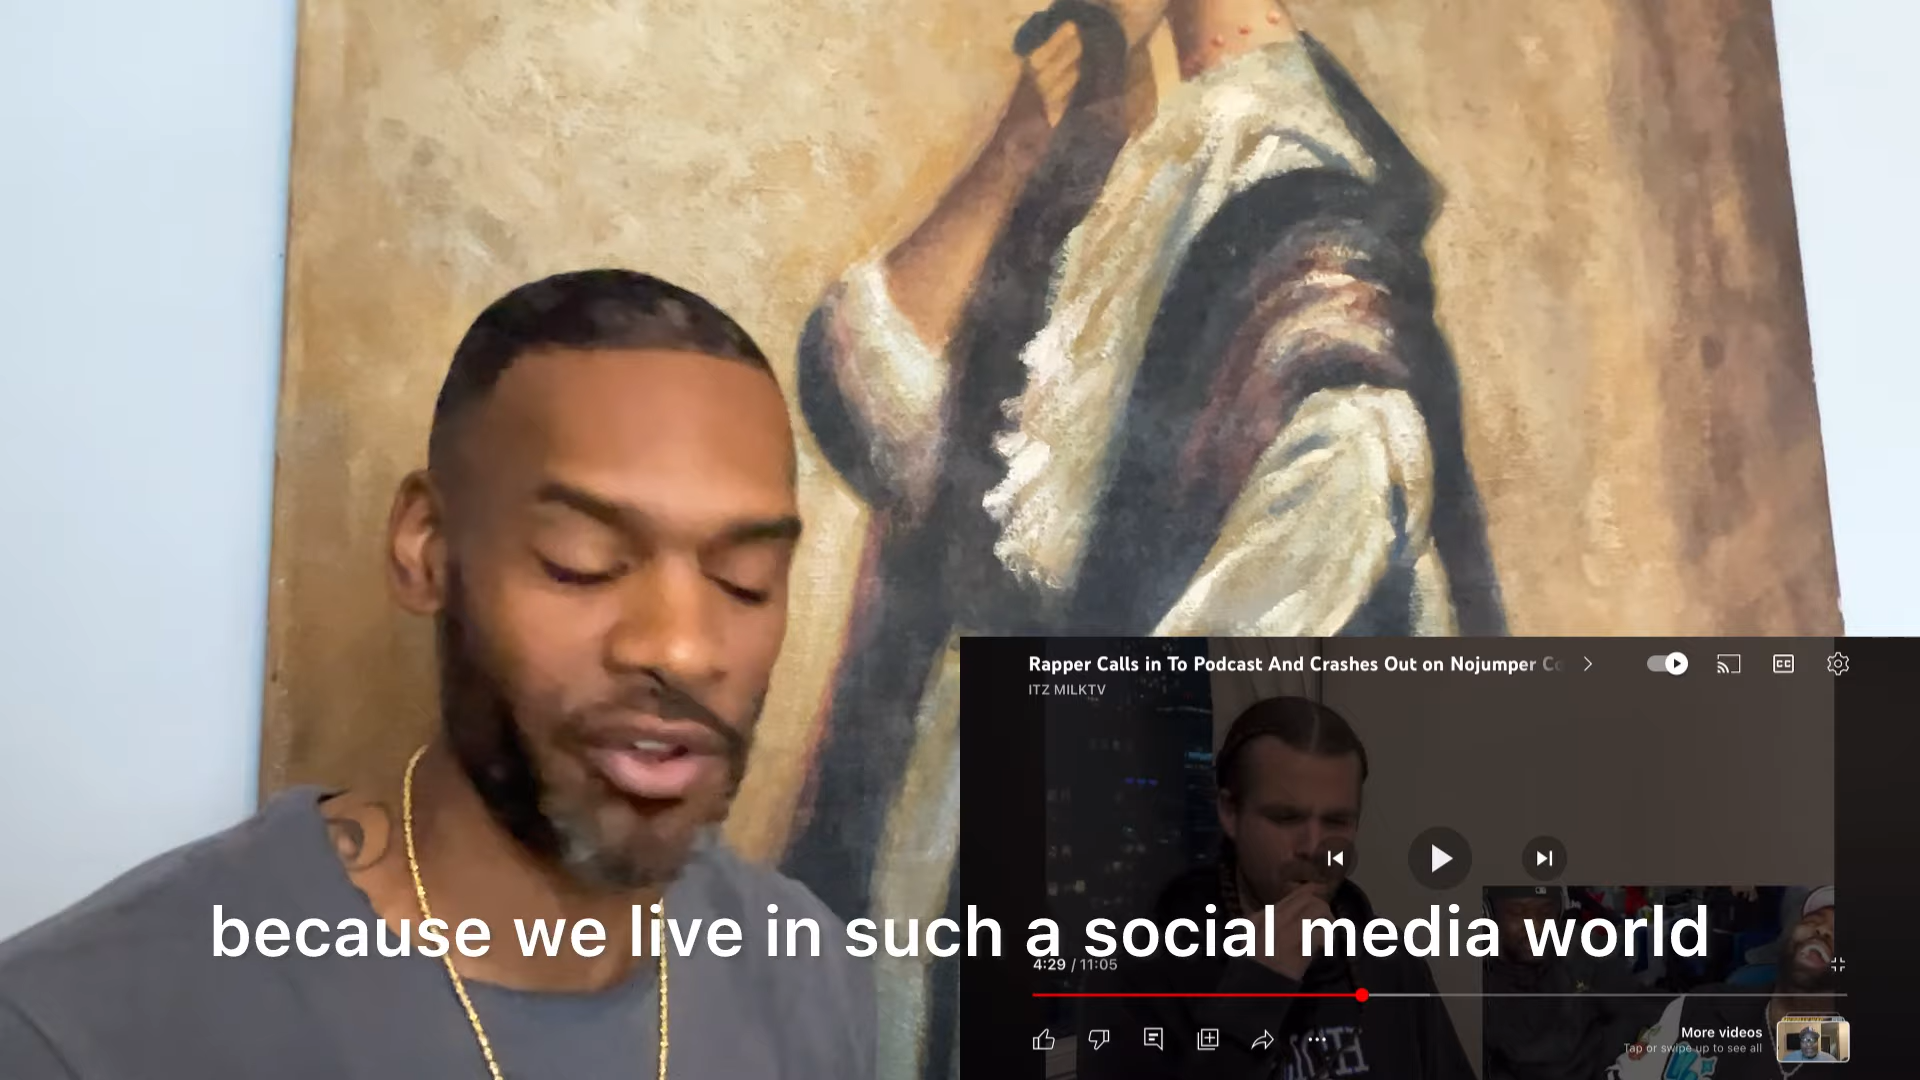 Rapper Calls in To Podcast And Crashes Out on Nojumper
ITZ MILKTV
CC
because we live in such a social media world
4:29 / 11:05
More videos
Tap or swipe up to see all